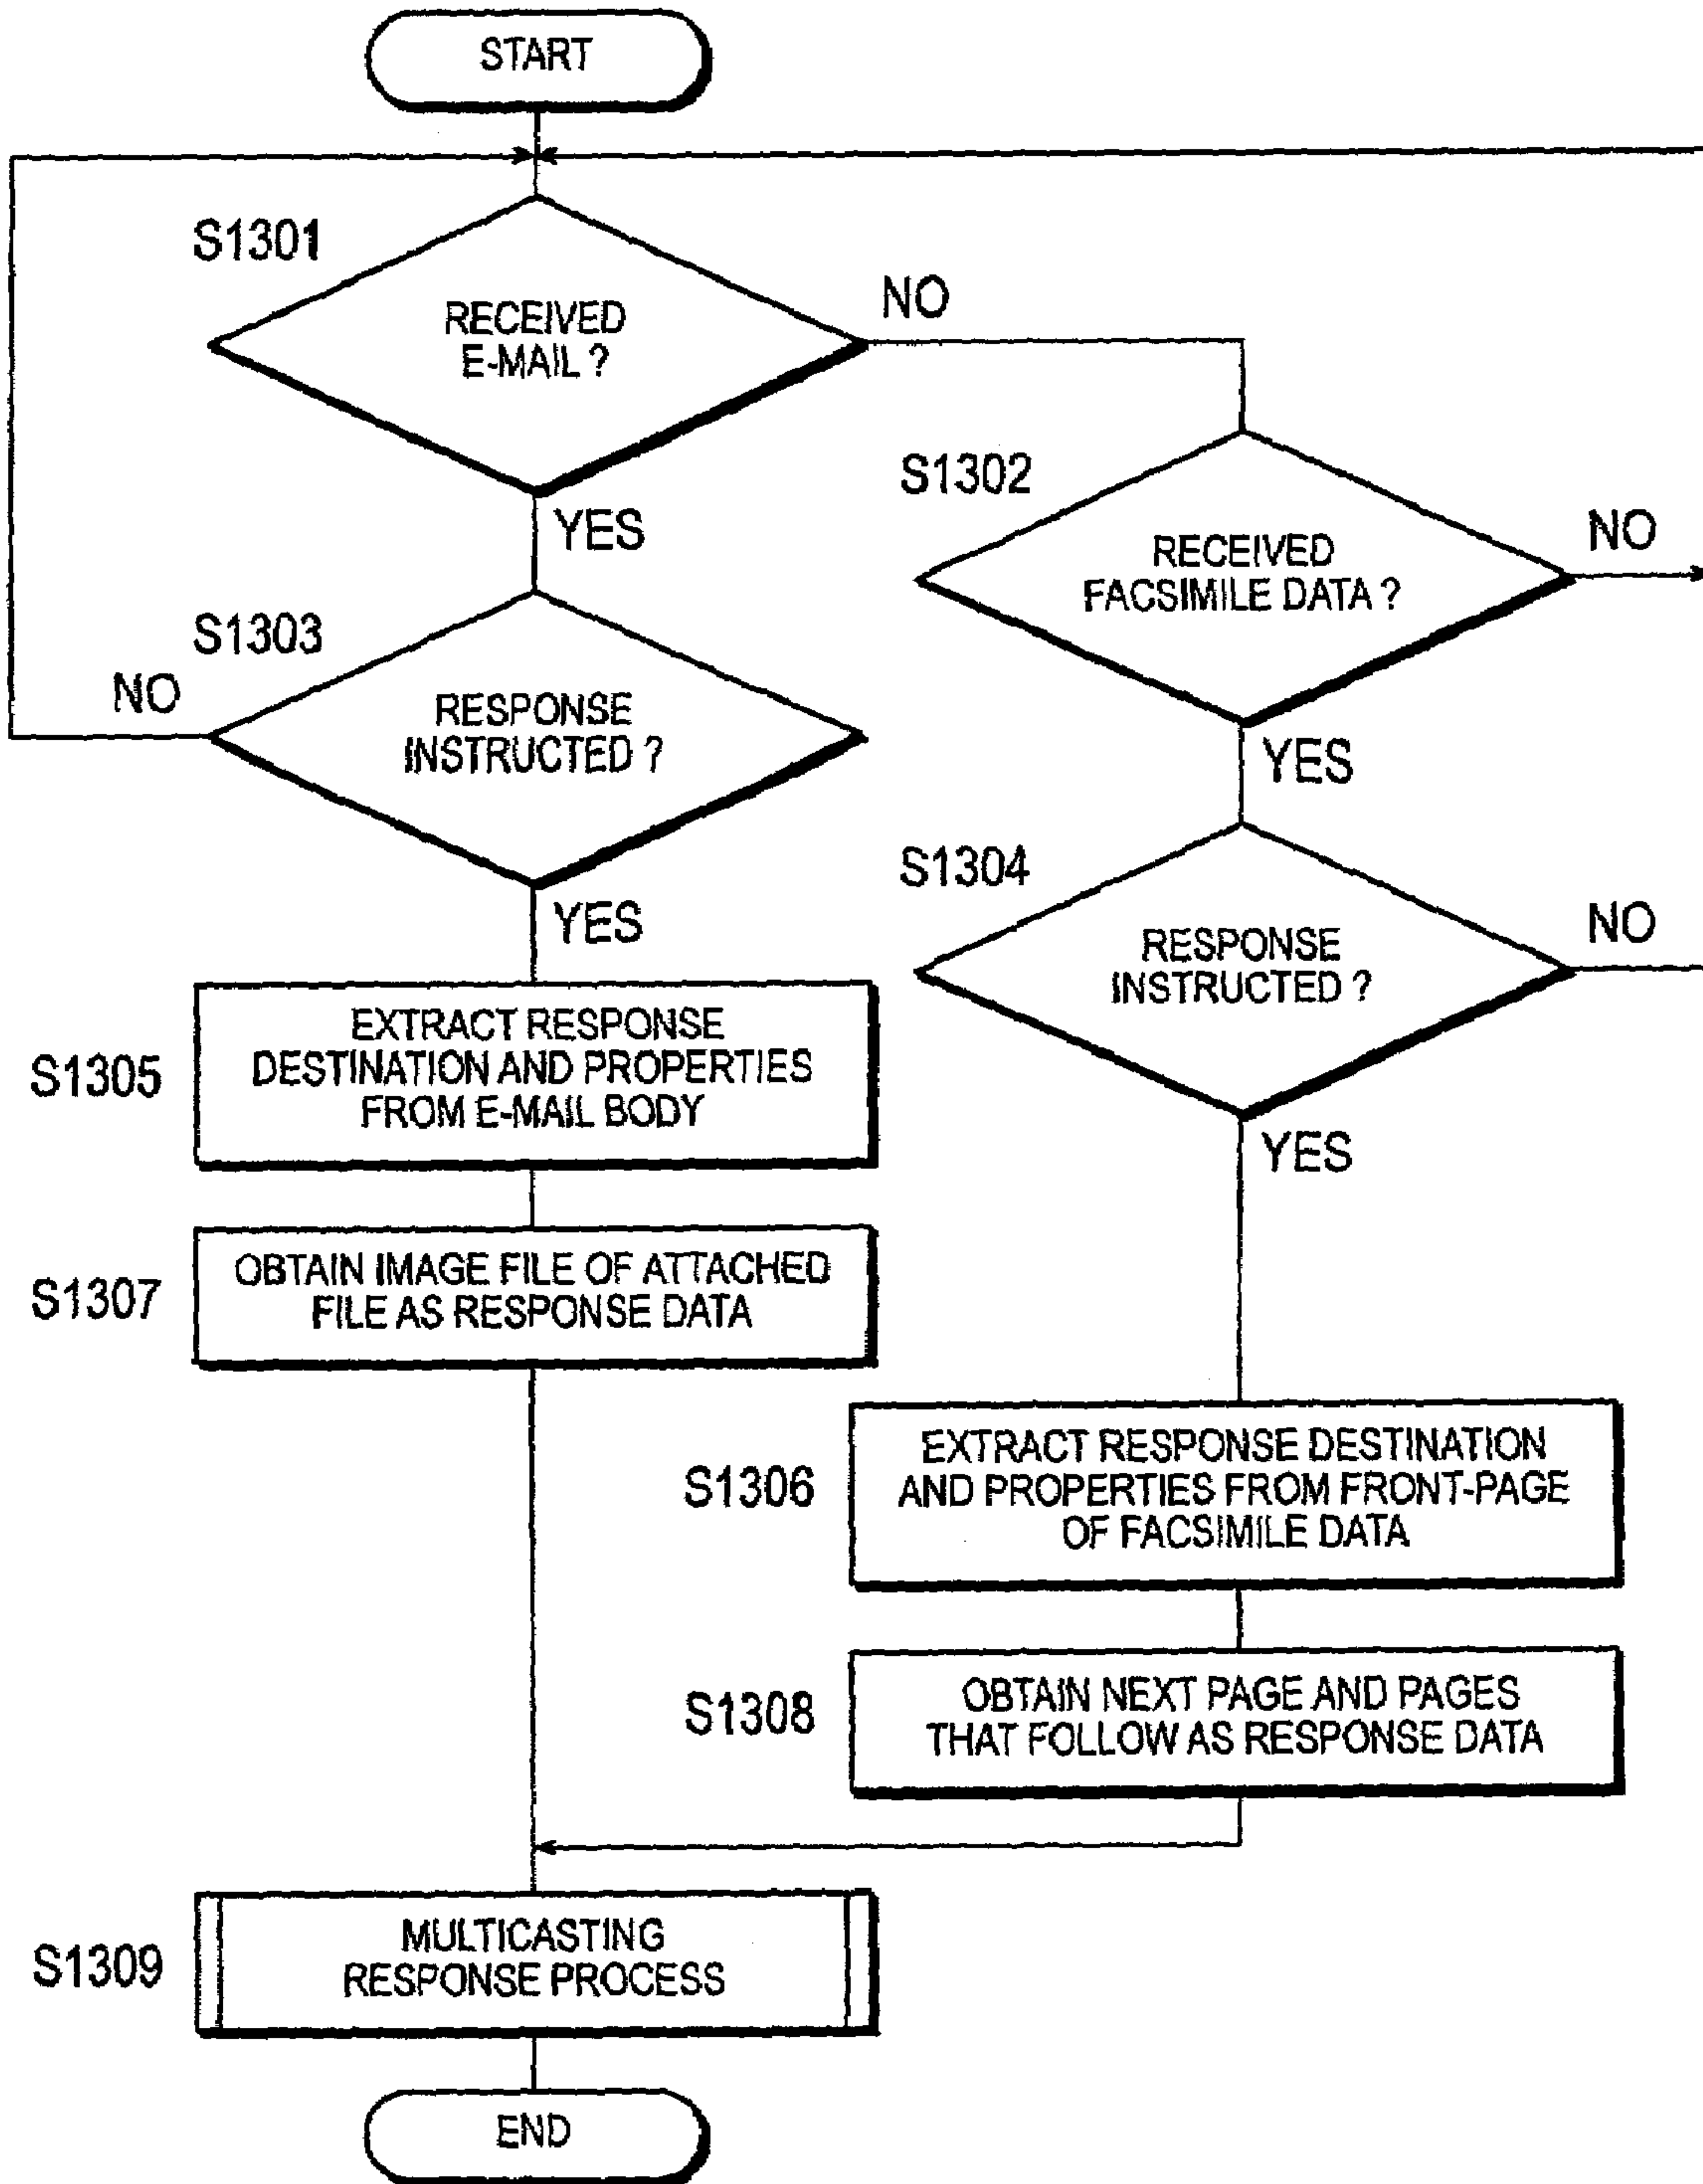 START
S1301
RECEIVED
E-MAIL ?
NO
YES
S1302
RECEIVED
FACSIMILE DATA ?
NO
YES
S1303
NO
RESPONSE
INSTRUCTED ?
YES
S1304
RESPONSE
INSTRUCTED ?
NO
YES
S1305
EXTRACT RESPONSE
DESTINATION AND PROPERTIES
FROM E-MAIL BODY
S1307
OBTAIN IMAGE FILE OF ATTACHED
FILE AS RESPONSE DATA
S1306
EXTRACT RESPONSE DESTINATION
AND PROPERTIES FROM FRONT-PAGE
OF FACSIMILE DATA
S1308
OBTAIN NEXT PAGE AND PAGES
THAT FOLLOW AS RESPONSE DATA
S1309
MULTICASTING
RESPONSE PROCESS
END